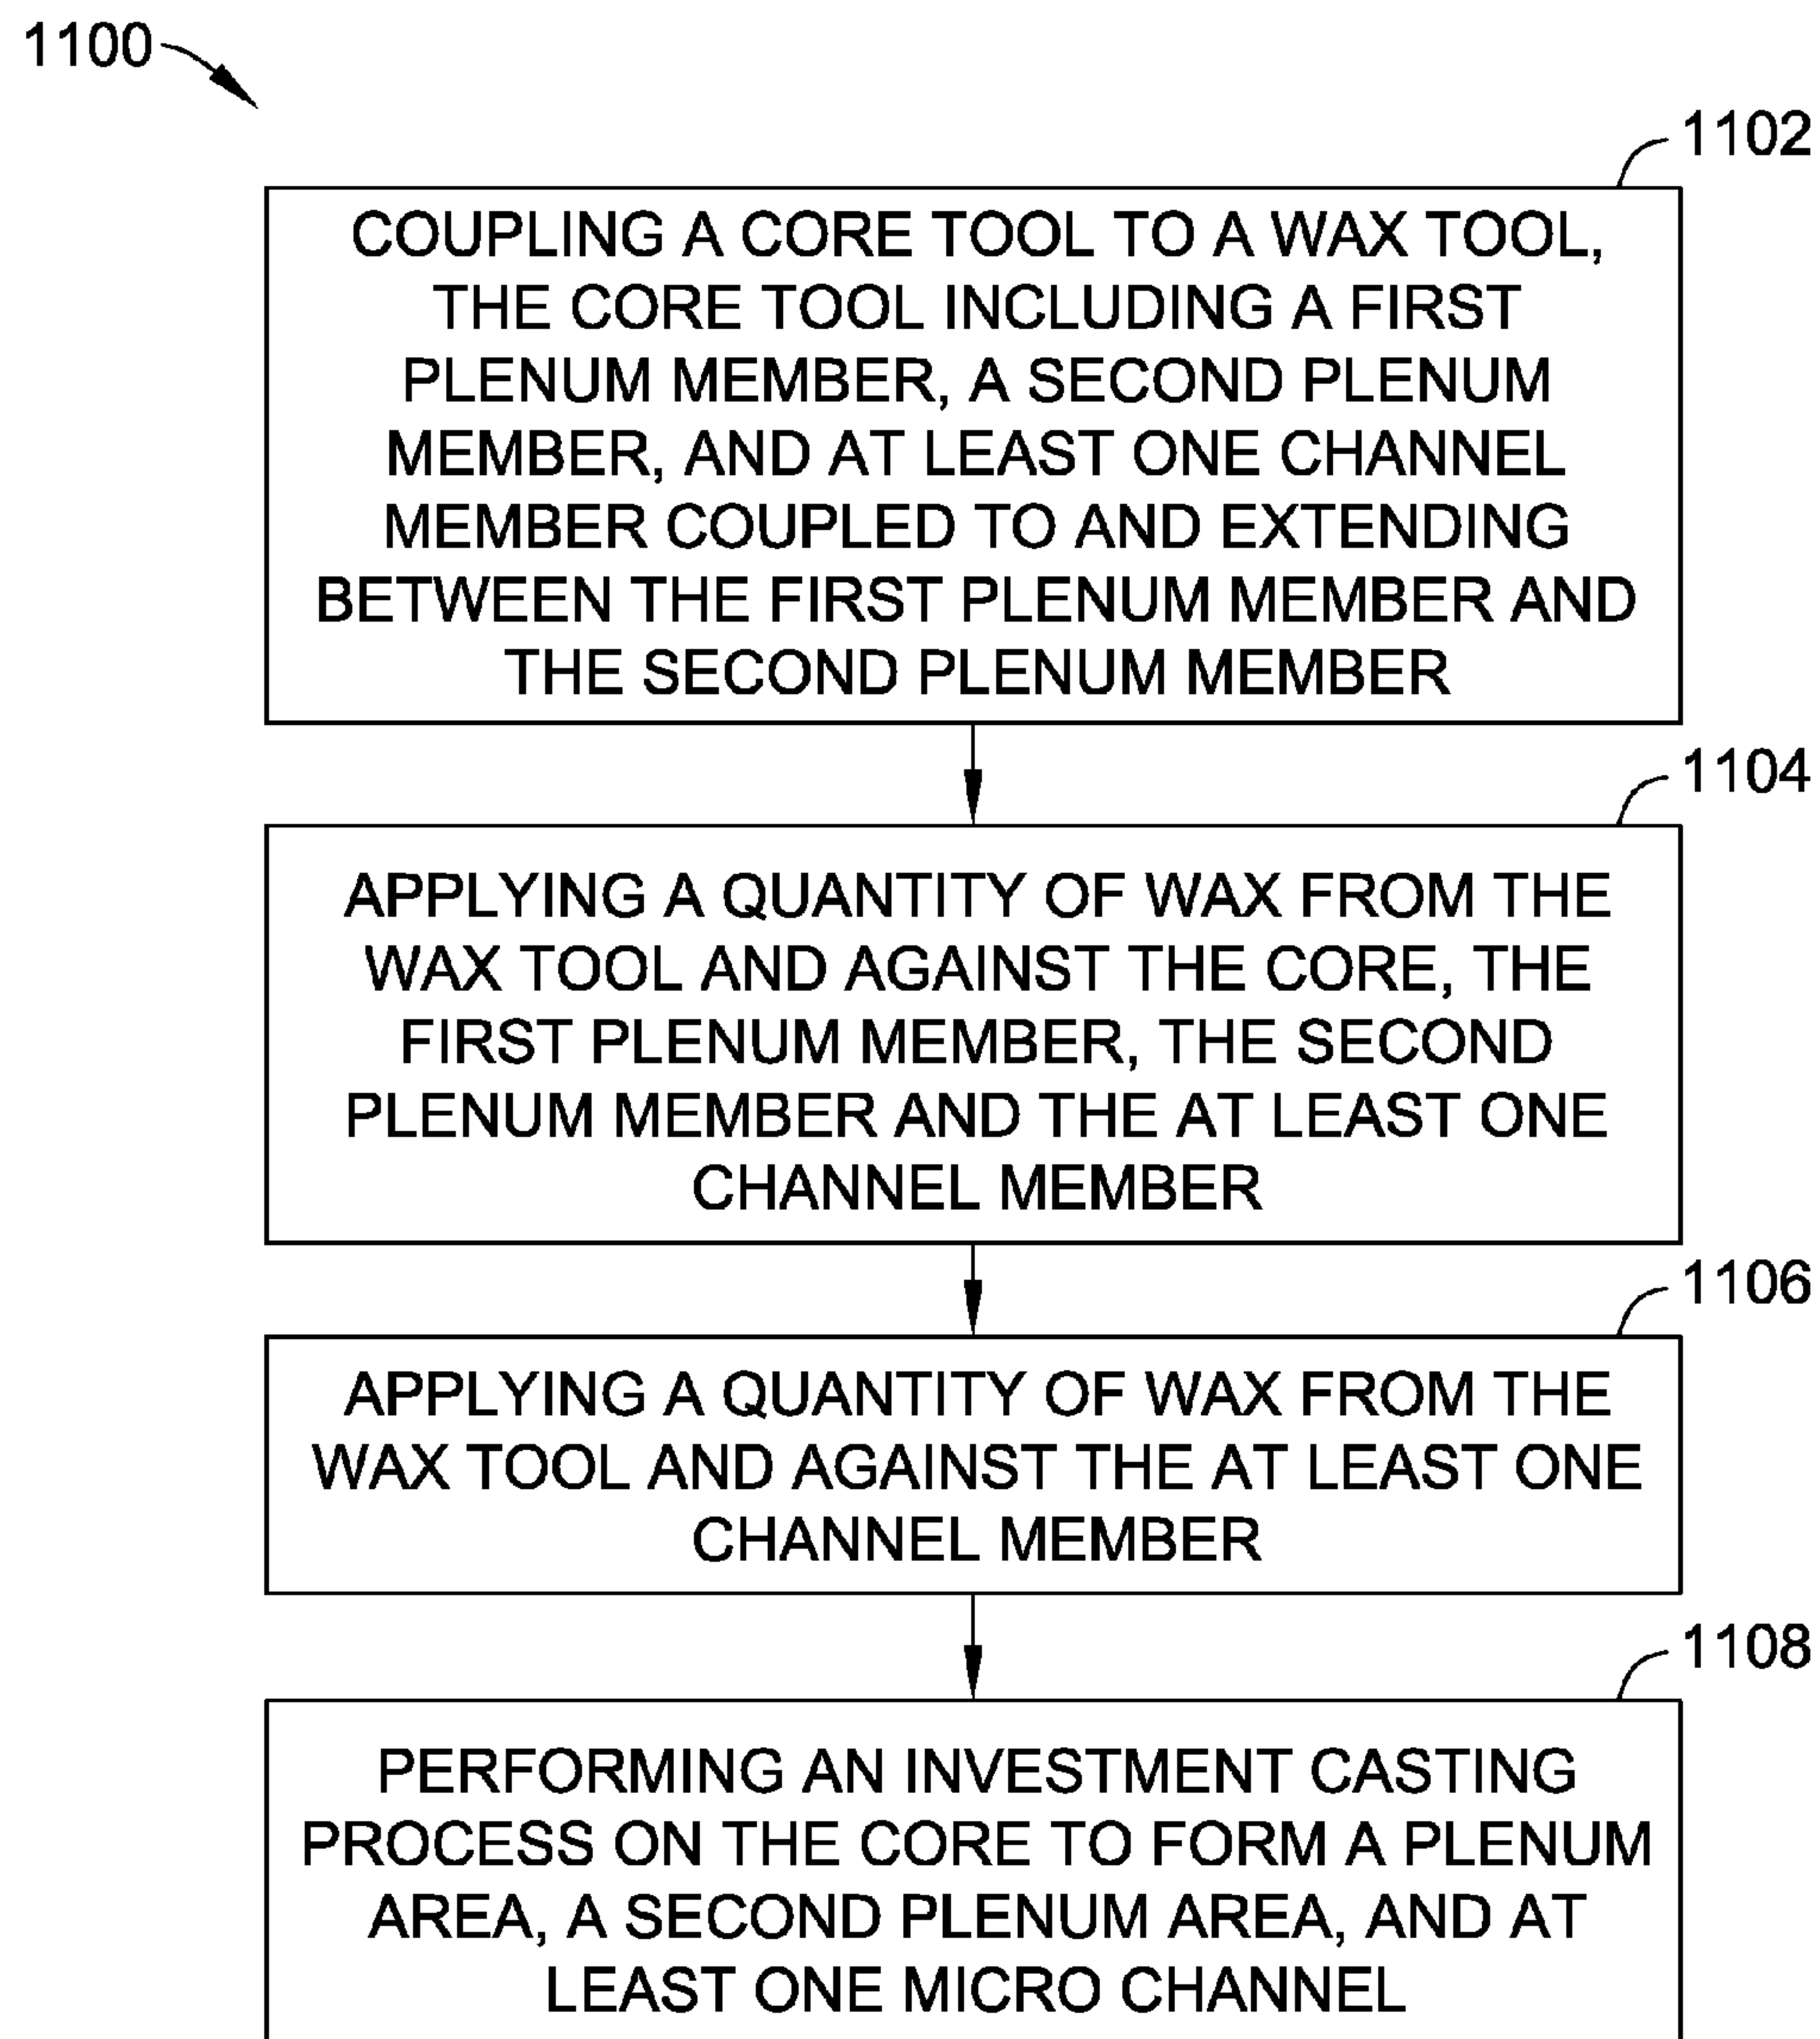 1100
1102
COUPLING A CORE TOOL TO A WAX TOOL,
THE CORE TOOL INCLUDING A FIRST
PLENUM MEMBER, A SECOND PLENUM
MEMBER, AND AT LEAST ONE CHANNEL
MEMBER COUPLED TO AND EXTENDING
BETWEEN THE FIRST PLENUM MEMBER AND
THE SECOND PLENUM MEMBER
1104
APPLYING A QUANTITY OF WAX FROM THE
WAX TOOL AND AGAINST THE CORE, THE
FIRST PLENUM MEMBER, THE SECOND
PLENUM MEMBER AND THE AT LEAST ONE
CHANNEL MEMBER
1106
APPLYING A QUANTITY OF WAX FROM THE
WAX TOOL AND AGAINST THE AT LEAST ONE
CHANNEL MEMBER
1108
PERFORMING AN INVESTMENT CASTING
PROCESS ON THE CORE TO FORM A PLENUM
AREA, A SECOND PLENUM AREA, AND AT
LEAST ONE MICRO CHANNEL